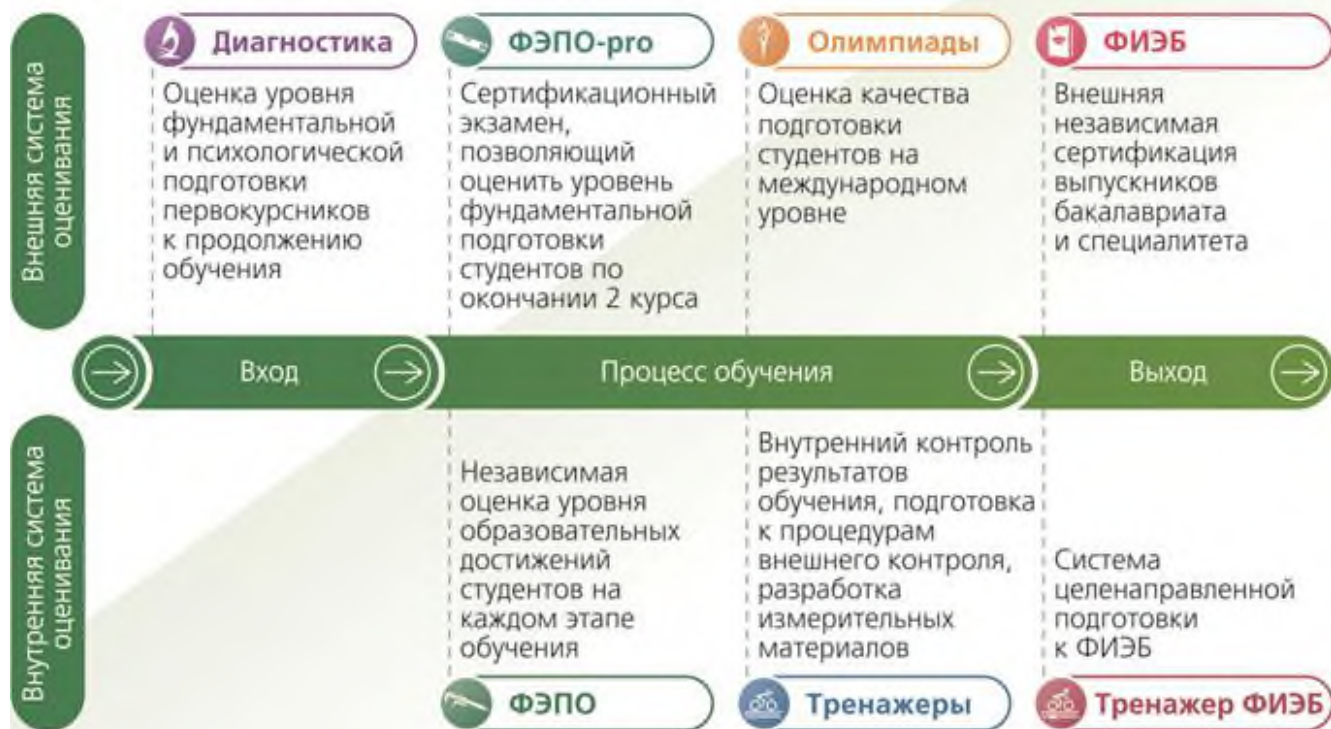 Внешняя система
оценивания
Диагностика
Оценка уровня
фундаментальной
и психологической
подготовки
первокурсников
к продолжению
обучения
ФЭПО-pro
Сертификационный
экзамен,
позволяющий
оценить уровень
фундаментальной
подготовки
студентов по
окончании 2 курса
Олимпиады
Оценка качества
подготовки
студентов на
международном
уровне
ФИЭБ
Внешняя
независимая
сертификация
выпускников
бакалавриата
и специалитета
Вход
Процесс обучения
Выход
Внутренняя система
оценивания
Независимая
оценка уровня
образовательных
достижений
студентов на
каждом этапе
обучения
ФЭПО
Внутренний контроль
результатов
обучения, подготовка
к процедурам
внешнего контроля,
разработка
измерительных
материалов
Тренажеры
Система
целенаправленной
подготовки
к ФИЭБ
Тренажер ФИЭБ